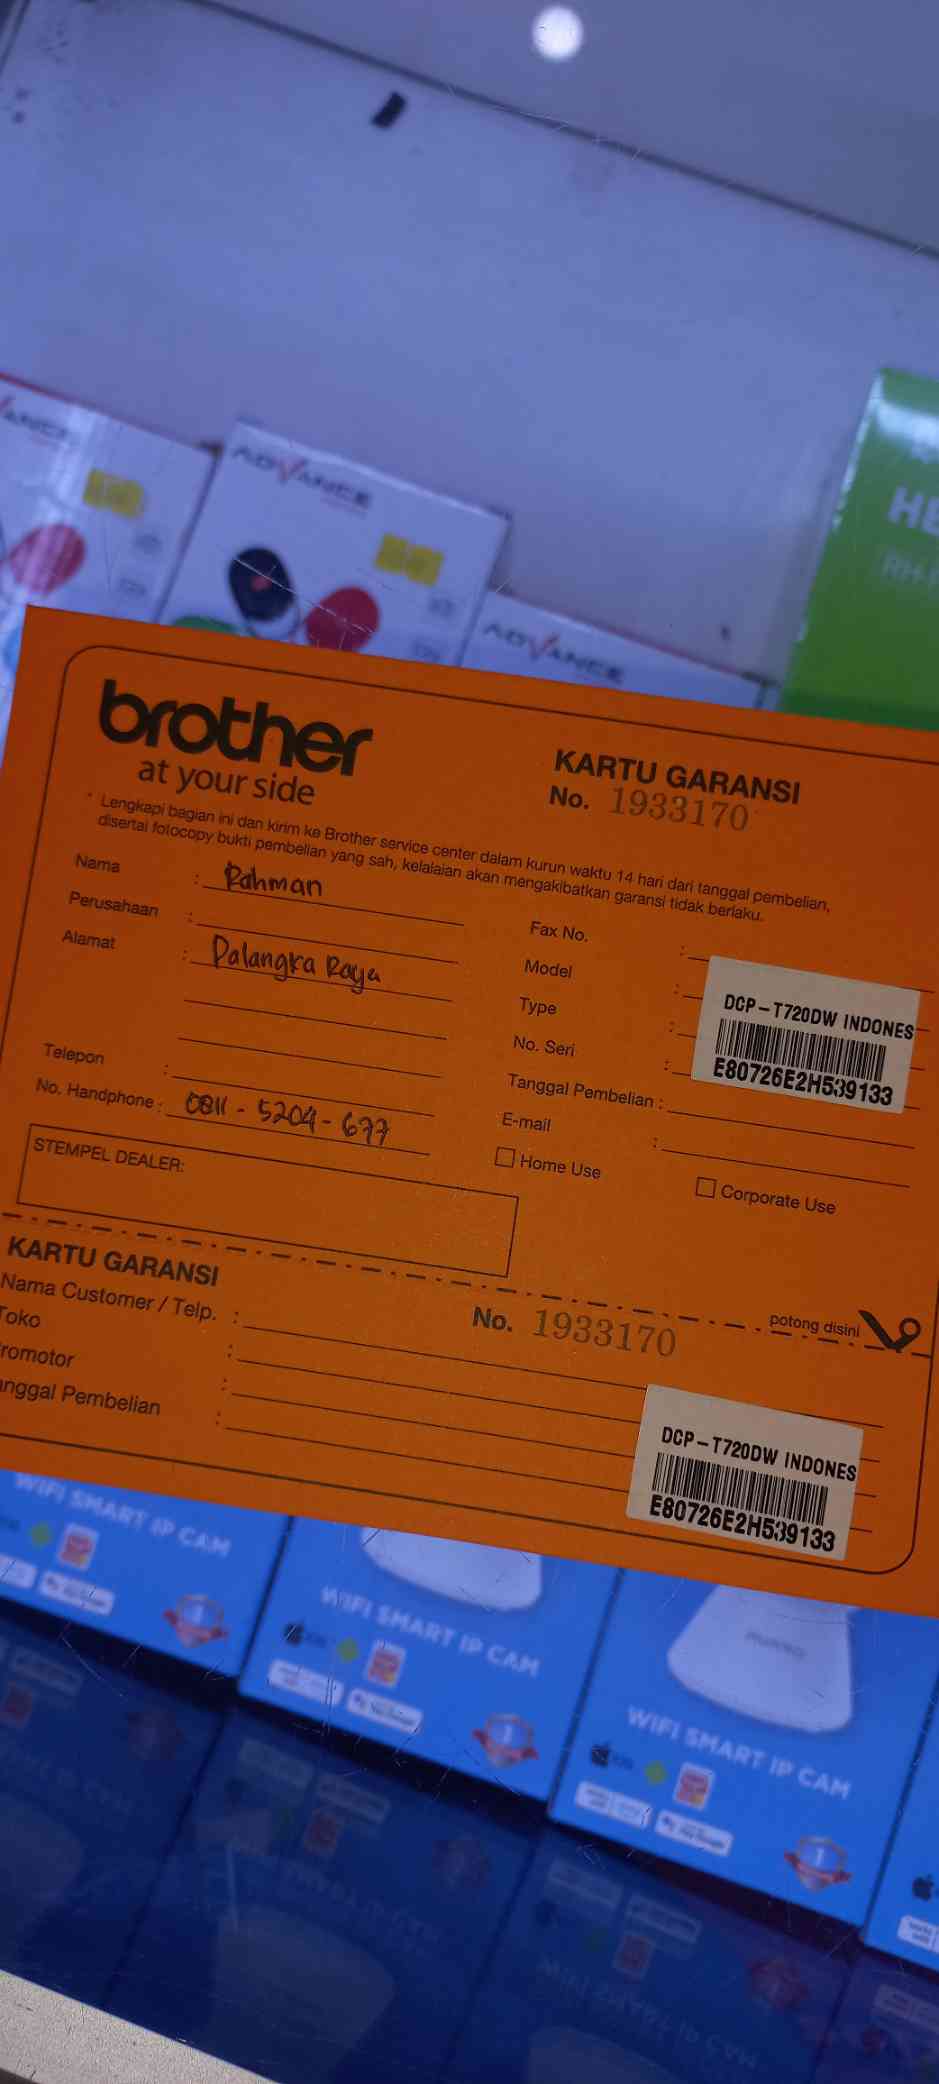 ADVANCE
ADVANCE
brother
at your side
KARTU GARANSI
No. 1933170
* Lengkapi bagian ini dan kirim ke Brother service center dalam kurun waktu 14 hari dari tanggal pembelian,
disertai fotocopy bukti pembelian yang sah, kelalaian akan mengakibatkan garansi tidak berlaku.
Nama : Rahman
Perusahaan :
Alamat : Palangka Raya
Telepon :
No. Handphone : 0811 - 5204 - 677
Fax No. :
Model :
Type :
No. Seri :
DCP-T720DW INDONES
E80726E2H539133
Tanggal Pembelian :
E-mail :
Home Use
Corporate Use
STEMPEL DEALER:
potong disini
KARTU GARANSI
No. 1933170
Nama Customer / Telp. :
Toko :
romotor :
anggal Pembelian :
DCP-T720DW INDONES
E80726E2H539133
WIFI SMART IP CAM
WIFI SMART IP CAM
WIFI SMART IP CAM